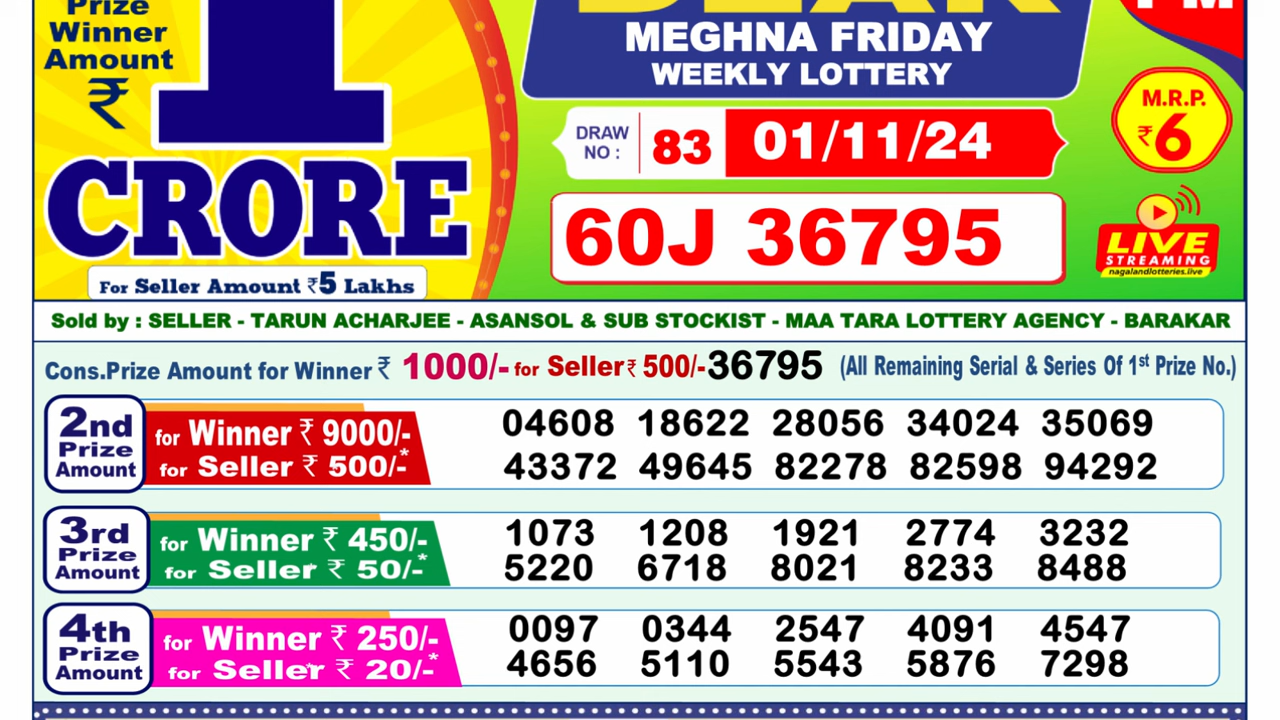 Prize
Winner
Amount
₹
1
CRORE
For Seller Amount ₹5 Lakhs
DEAR
MEGHNA FRIDAY
WEEKLY LOTTERY
DRAW
NO :
83
01/11/24
60J 36795
PM
M.R.P.
₹6
LIVE
STREAMING
nagalandlotteries.live
Sold by : SELLER - TARUN ACHARJEE - ASANSOL & SUB STOCKIST - MAA TARA LOTTERY AGENCY - BARAKAR
Cons.Prize Amount for Winner ₹ 1000/- for Seller ₹ 500/- 36795 (All Remaining Serial & Series Of 1st Prize No.)
2nd
Prize
Amount
for Winner ₹ 9000/-
for Seller ₹ 500/-*
04608 18622 28056 34024 35069
43372 49645 82278 82598 94292
3rd
Prize
Amount
for Winner ₹ 450/-
for Seller ₹ 50/-*
1073 1208 1921 2774 3232
5220 6718 8021 8233 8488
4th
Prize
Amount
for Winner ₹ 250/-
for Seller ₹ 20/-*
0097 0344 2547 4091 4547
4656 5110 5543 5876 7298